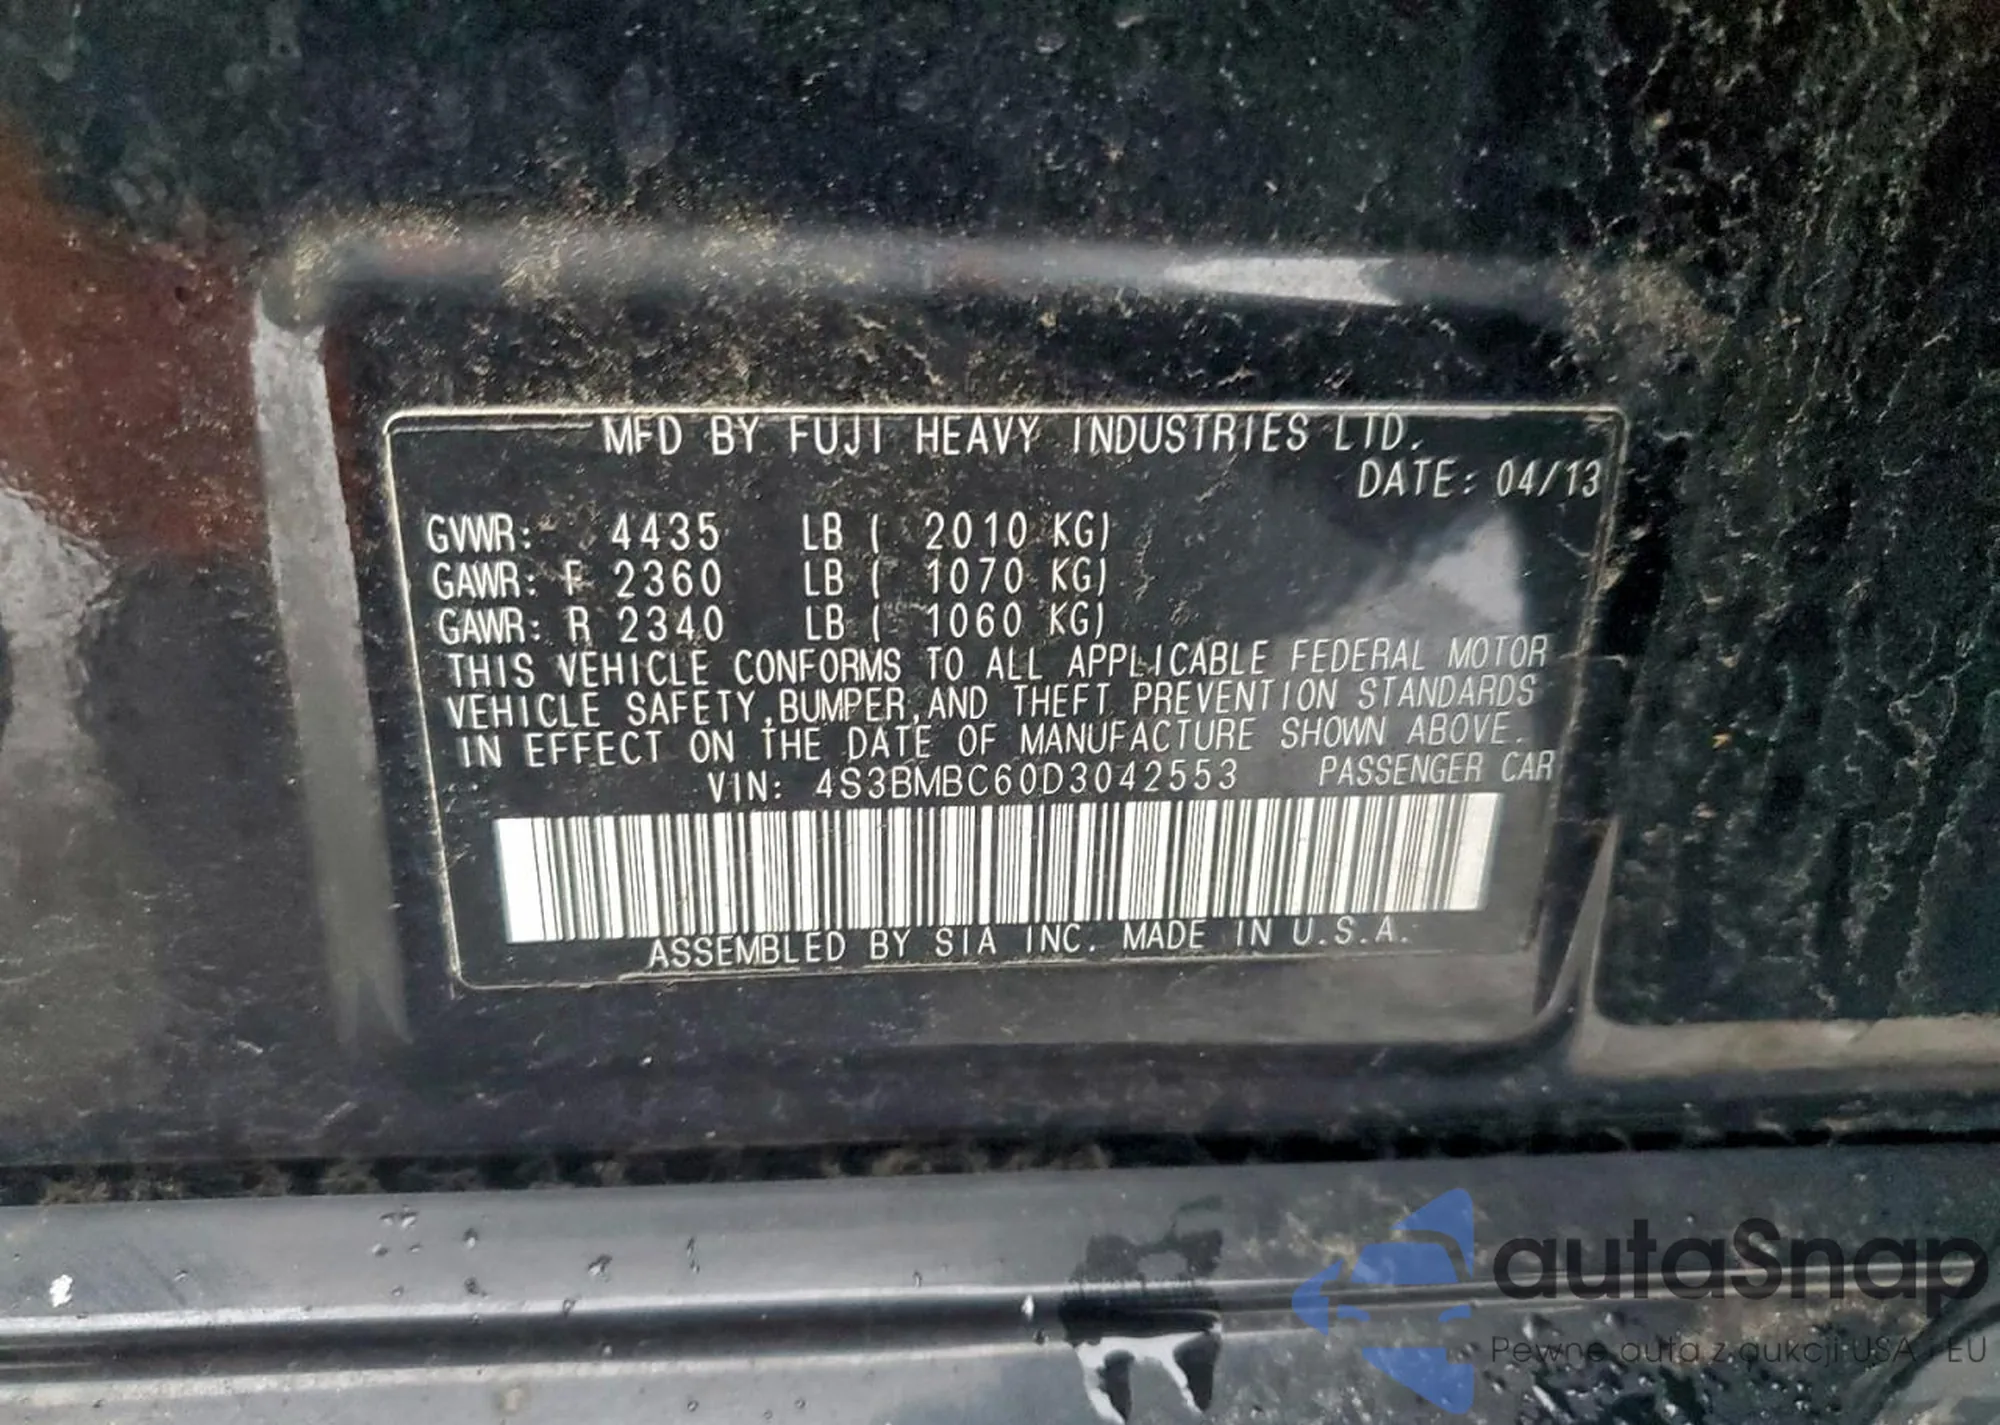 MFD BY FUJI HEAVY INDUSTRIES LTD.
DATE: 04/13
GVWR: 4435 LB ( 2010 KG)
GAWR: F 2360 LB ( 1070 KG)
GAWR: R 2340 LB ( 1060 KG)
THIS VEHICLE CONFORMS TO ALL APPLICABLE FEDERAL MOTOR
VEHICLE SAFETY, BUMPER, AND THEFT PREVENTION STANDARDS
IN EFFECT ON THE DATE OF MANUFACTURE SHOWN ABOVE.
VIN: 4S3BMBC60D3042553 PASSENGER CAR
ASSEMBLED BY SIA INC. MADE IN U.S.A.
autaSnap
Pewne auta z aukcji USA i EU